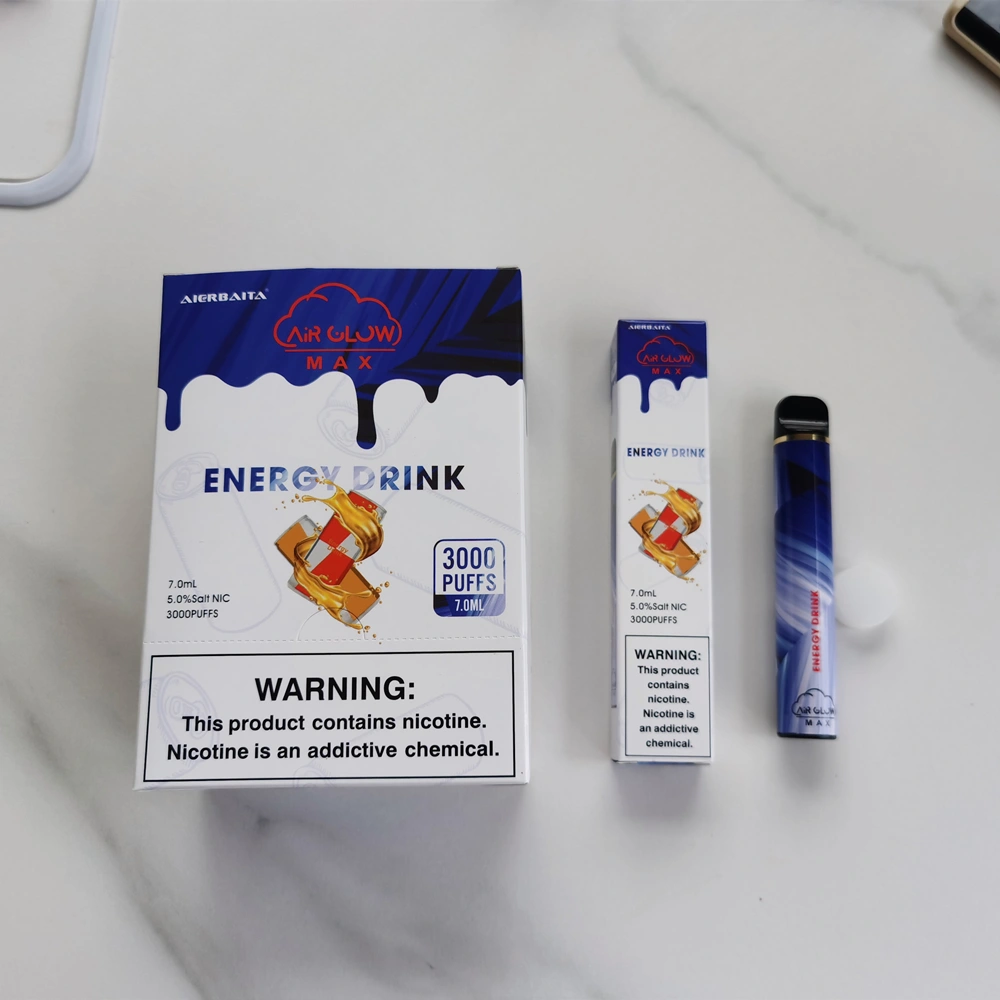 AIERBAITA
AiR GLOW
MAX
ENERGY DRINK
3000
PUFFS
7.0ML
7.0mL
5.0%Salt NIC
3000PUFFS
WARNING:
This product contains nicotine.
Nicotine is an addictive chemical.
AIERBAITA
AiR GLOW
MAX
ENERGY DRINK
7.0mL
5.0%Salt NIC
3000PUFFS
WARNING:
This product
contains
nicotine.
Nicotine is
an addictive
chemical.
ENERGY DRINK
AiR GLOW
MAX